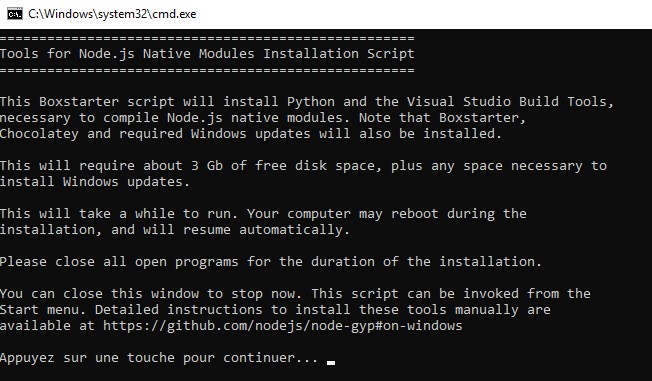 C:\Windows\system32\cmd.exe
====================================================
Tools for Node.js Native Modules Installation Script
====================================================
This Boxstarter script will install Python and the Visual Studio Build Tools,
necessary to compile Node.js native modules. Note that Boxstarter,
Chocolatey and required Windows updates will also be installed.
This will require about 3 Gb of free disk space, plus any space necessary to
install Windows updates.
This will take a while to run. Your computer may reboot during the
installation, and will resume automatically.
Please close all open programs for the duration of the installation.
You can close this window to stop now. This script can be invoked from the
Start menu. Detailed instructions to install these tools manually are
available at https://github.com/nodejs/node-gyp#on-windows
Appuyez sur une touche pour continuer... _